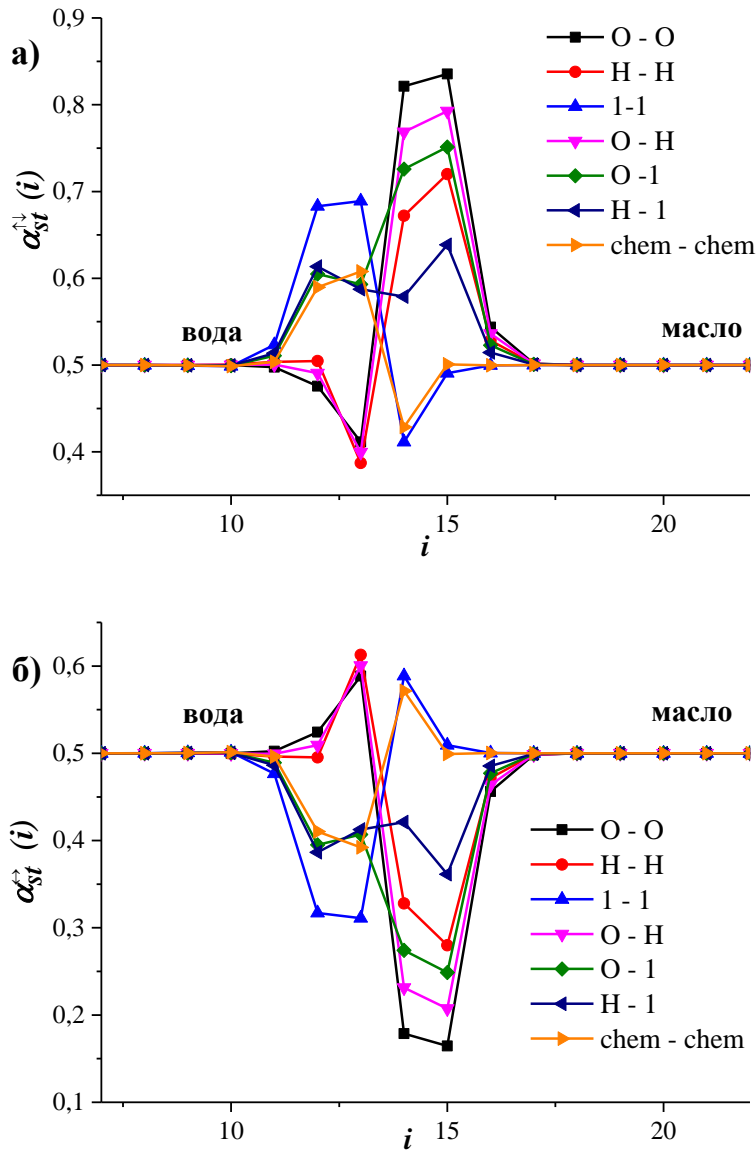 а)
0,9
0,8
0,7
0,6
0,5
0,4
α↑↓st (i)
O - O
H - H
1-1
O - H
O -1
H - 1
chem - chem
вода
масло
10
15
20
i
б)
0,6
0,5
0,4
0,3
0,2
0,1
α↔st (i)
вода
масло
O - O
H - H
1 - 1
O - H
O - 1
H - 1
chem - chem
10
15
20
i